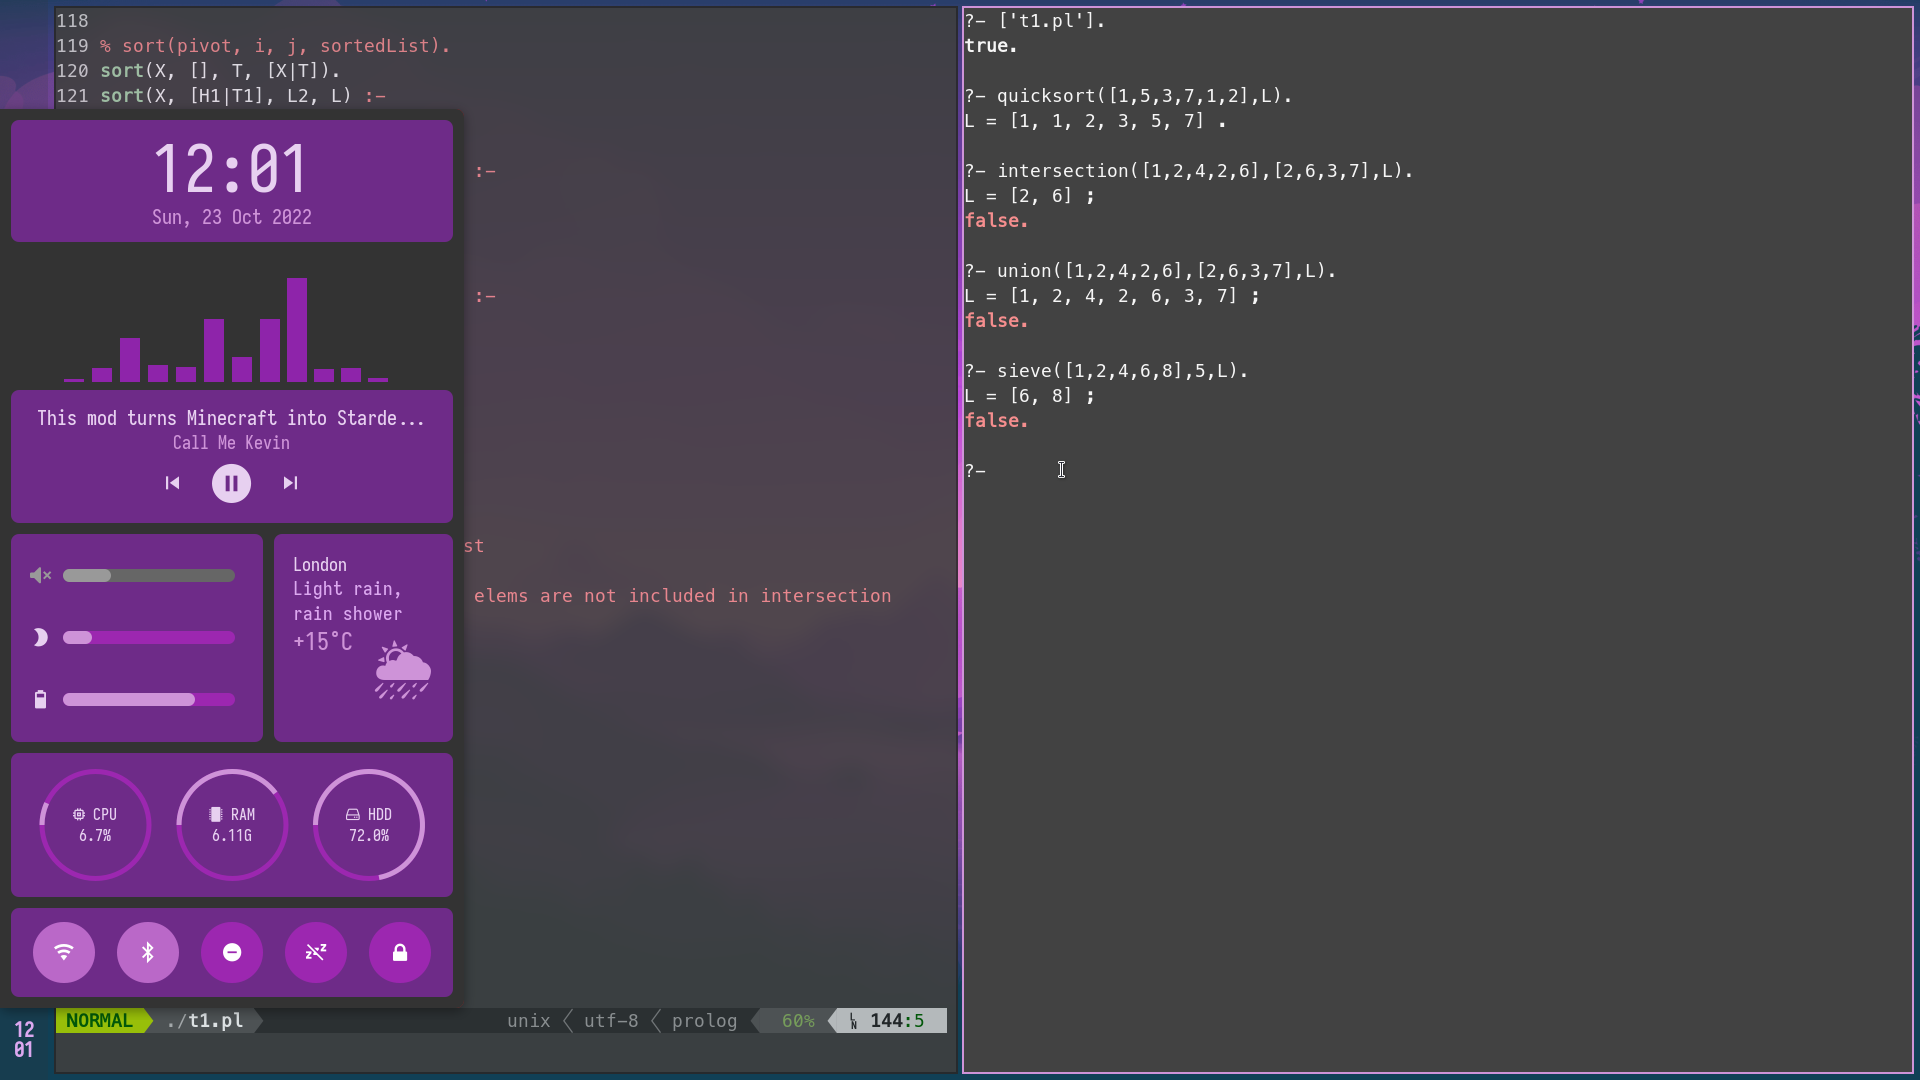 118
119 % sort(pivot, i, j, sortedList).
120 sort(X, [], T, [X|T]).
121 sort(X, [H1|T1], L2, L) :-
:-
:-
st
elems are not included in intersection
12:01
Sun, 23 Oct 2022
This mod turns Minecraft into Starde...
Call Me Kevin
London
Light rain,
rain shower
+15°C
CPU
6.7%
RAM
6.11G
HDD
72.0%
12
01
NORMAL ./t1.pl unix utf-8 prolog 60% LN 144:5
?- ['t1.pl'].
true.
?- quicksort([1,5,3,7,1,2],L).
L = [1, 1, 2, 3, 5, 7] .
?- intersection([1,2,4,2,6],[2,6,3,7],L).
L = [2, 6] ;
false.
?- union([1,2,4,2,6],[2,6,3,7],L).
L = [1, 2, 4, 2, 6, 3, 7] ;
false.
?- sieve([1,2,4,6,8],5,L).
L = [6, 8] ;
false.
?-